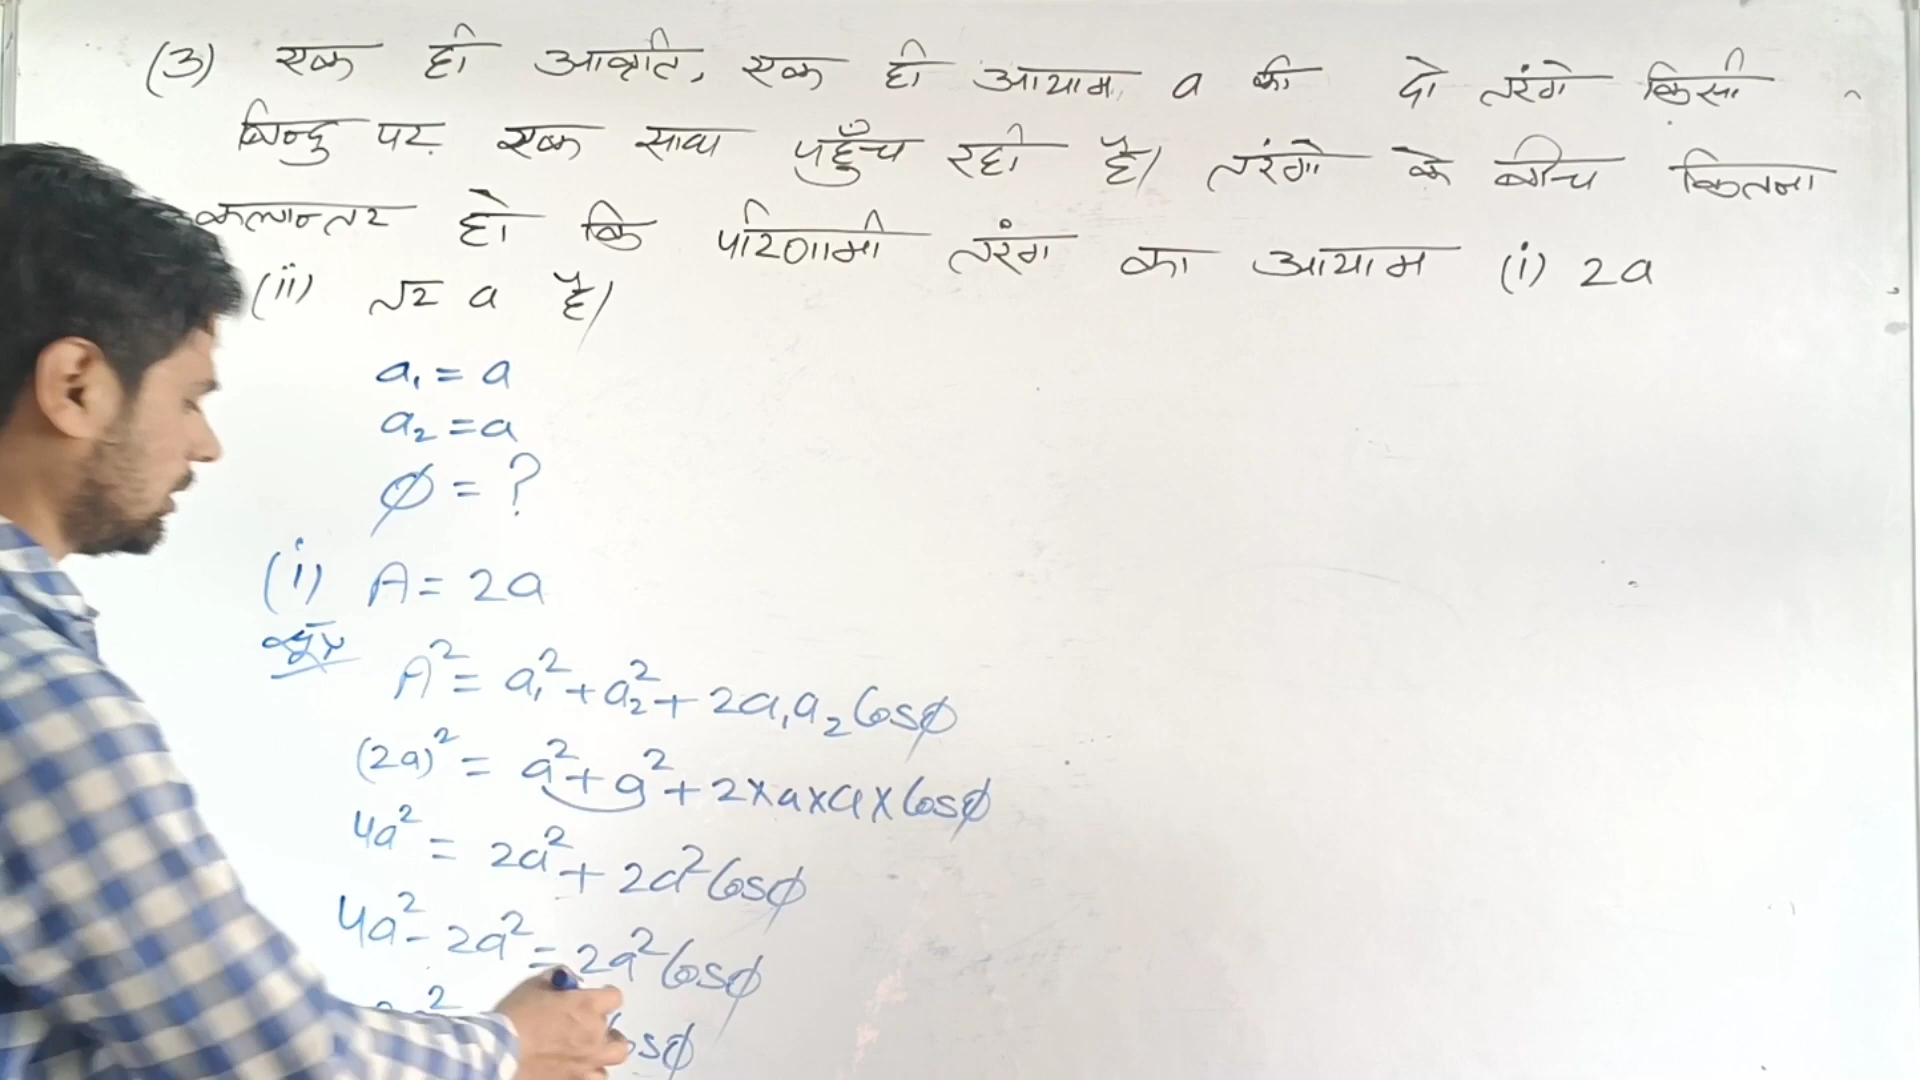 (3) एक ही आवृति, एक ही आयाम a की दो तरंगे किसी
बिन्दु पर एक साथ पहुँच रही है। तरंगो के बीच कितना
कलान्तर हो कि परिणामी तरंग का आयाम (i) 2a
(ii) √2 a है।
a₁ = a
a₂ = a
ϕ = ?
(i) A = 2a
सूत्र A² = a₁² + a₂² + 2a₁a₂ Cosϕ
(2a)² = a² + a² + 2×a×a×Cosϕ
4a² = 2a² + 2a² Cosϕ
4a² - 2a² = 2a² Cosϕ